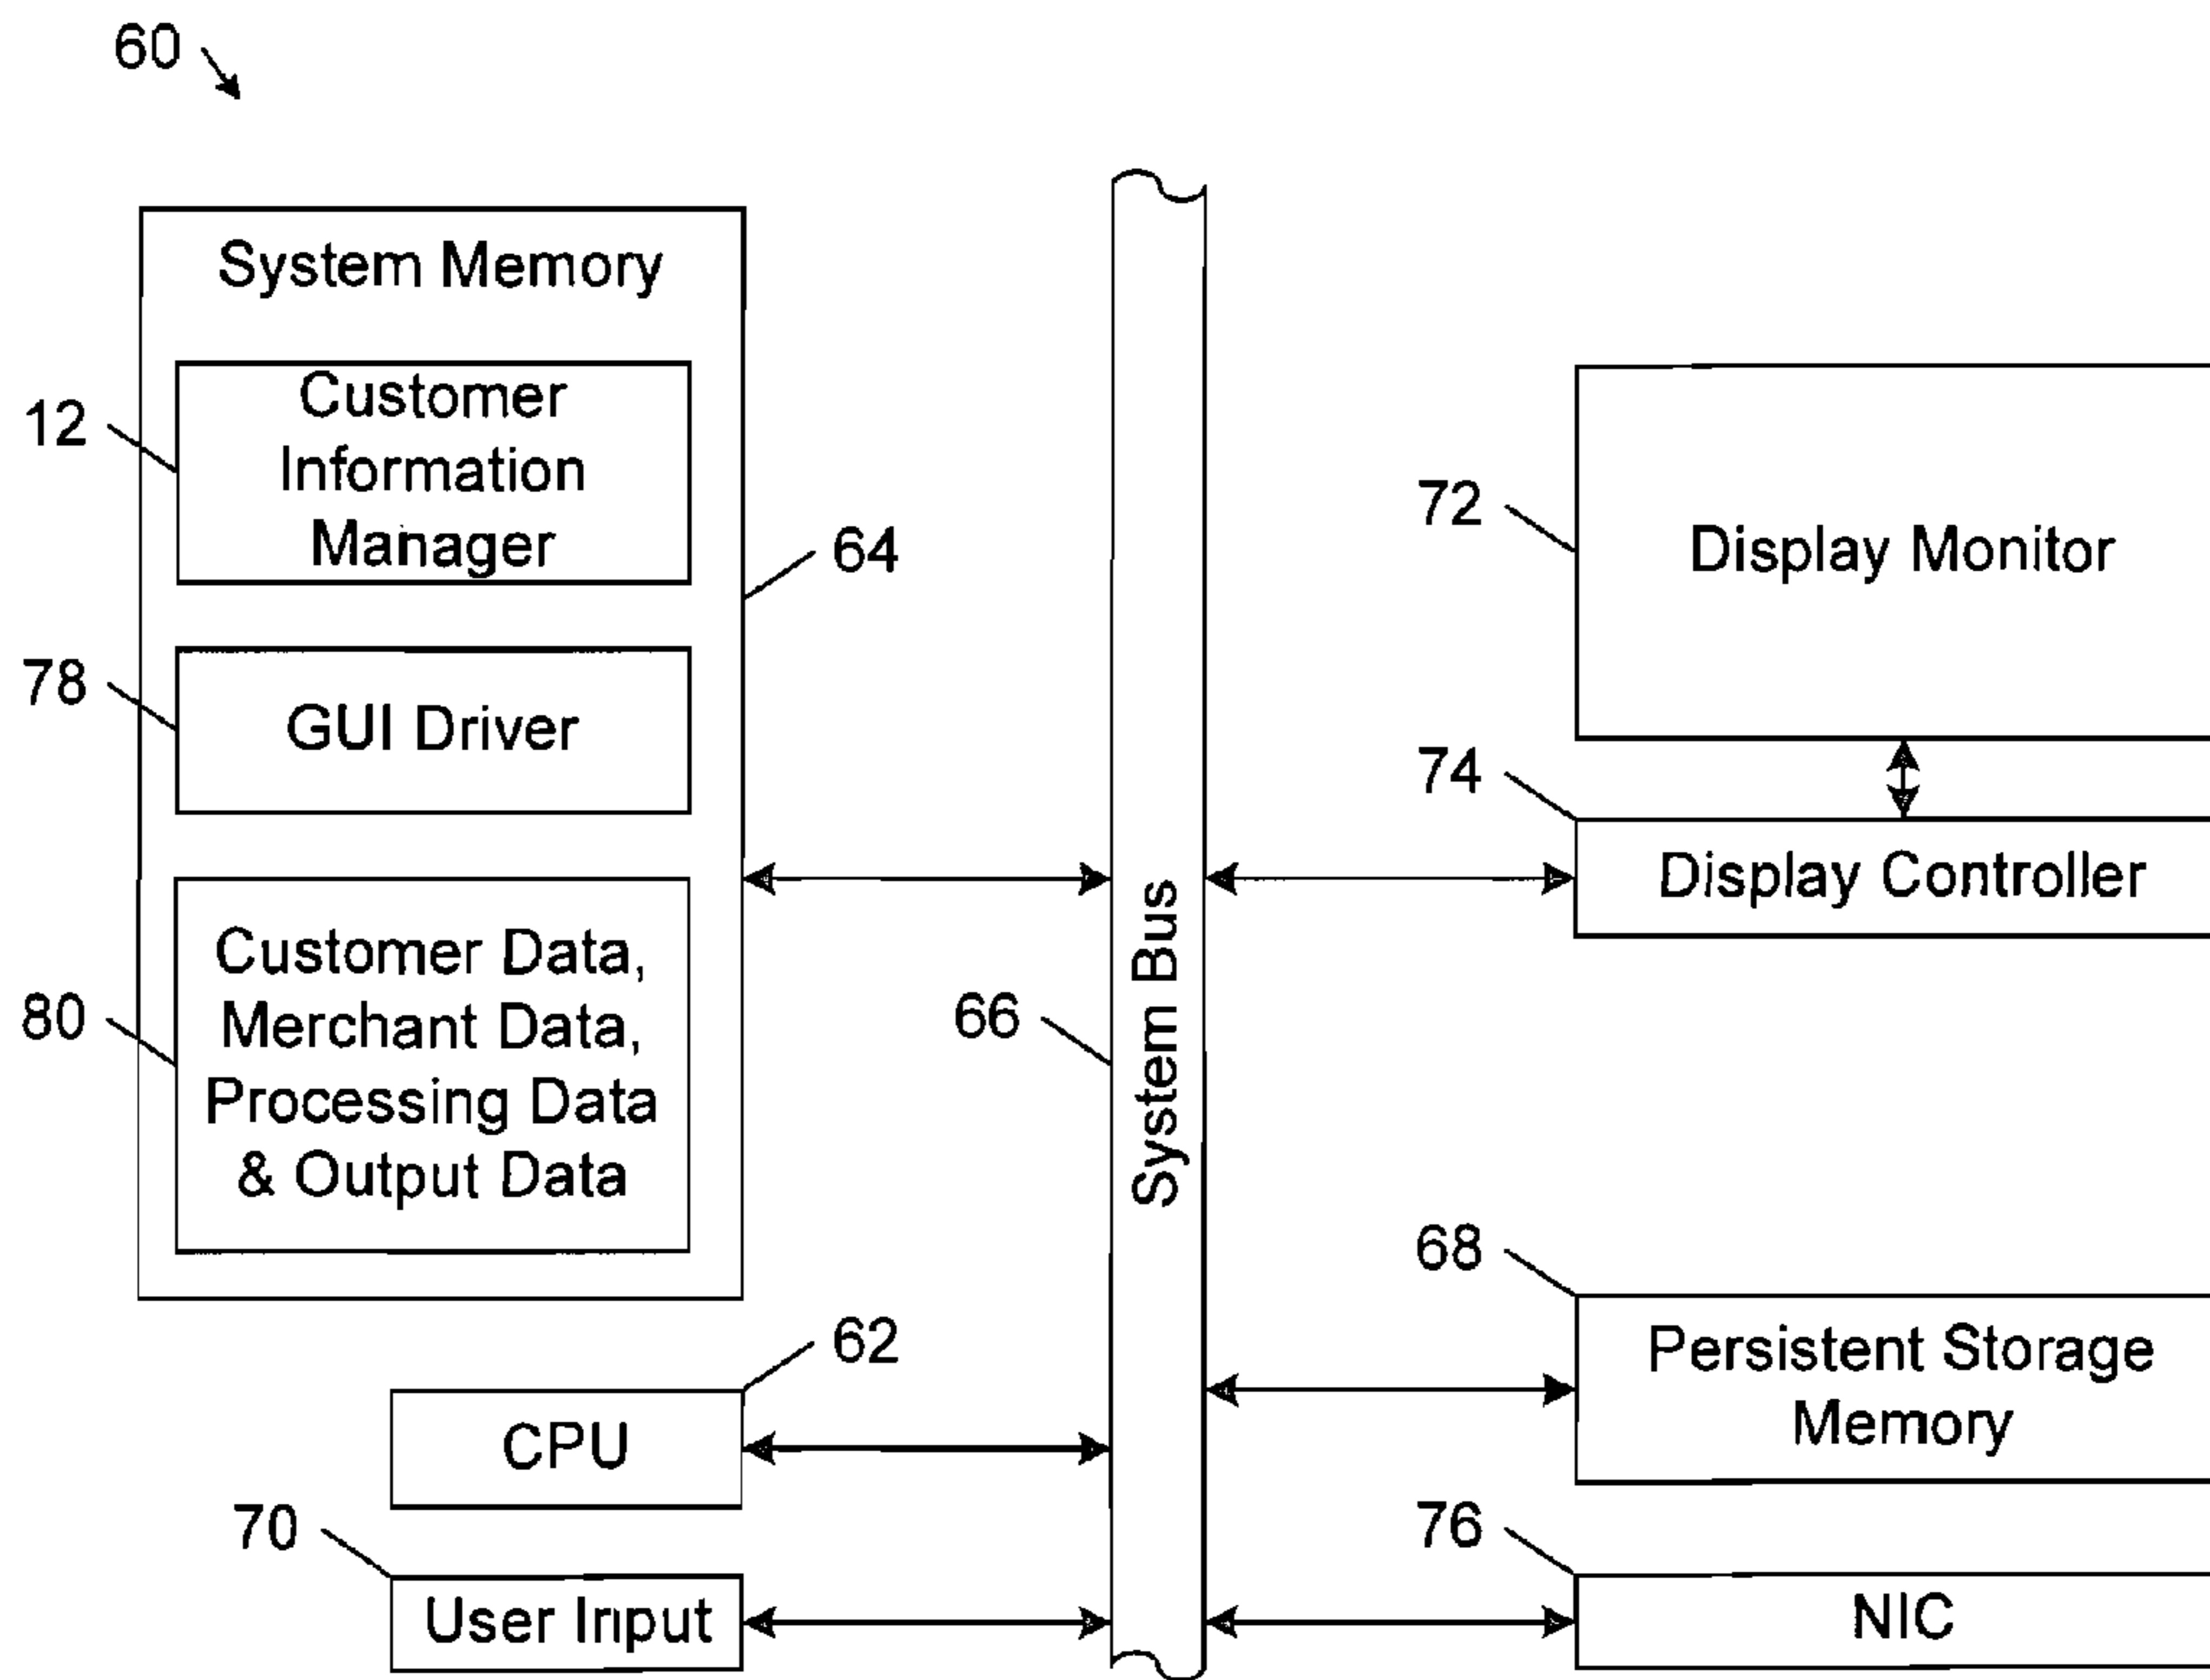 60
System Memory
12
Customer
Information
Manager
64
78
GUI Driver
80
Customer Data,
Merchant Data,
Processing Data
& Output Data
62
CPU
70
User Input
66
System Bus
72
Display Monitor
74
Display Controller
68
Persistent Storage
Memory
76
NIC